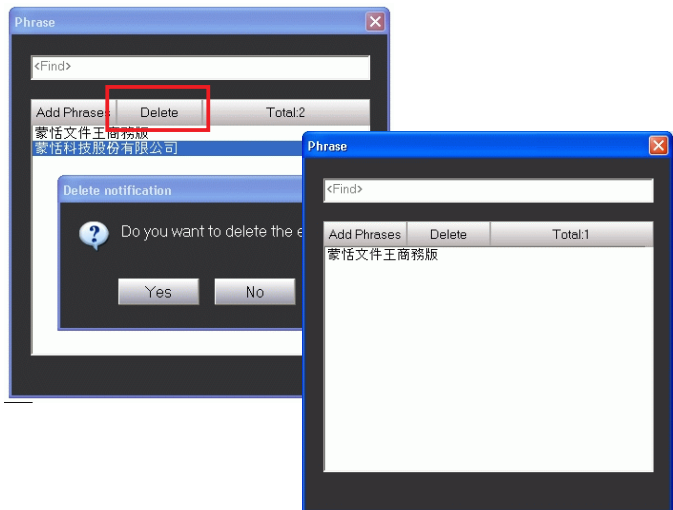 Phrase
<Find>
Add Phrases Delete Total:2
蒙恬文件王商務版
蒙恬科技股份有限公司
Delete notification
Do you want to delete the
Yes No
Phrase
<Find>
Add Phrases Delete Total:1
蒙恬文件王商務版